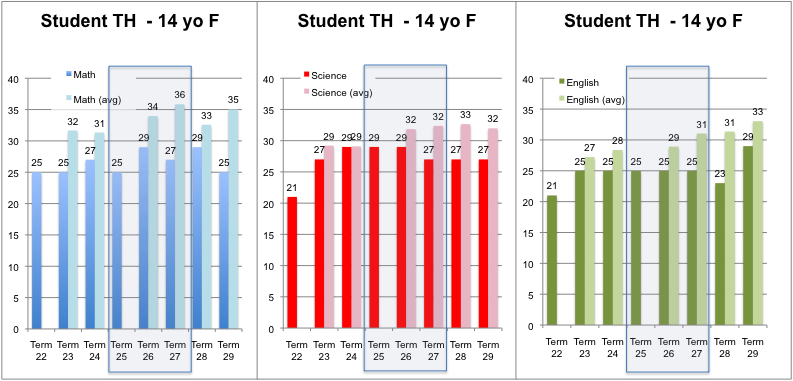 Student TH - 14 yo F
Math
Math (avg)
40
35
30
25
20
15
10
5
0
25
25
32
27
31
25
29
34
27
36
29
33
25
35
Term 22
Term 23
Term 24
Term 25
Term 26
Term 27
Term 28
Term 29
Student TH - 14 yo F
Science
Science (avg)
40
35
30
25
20
15
10
5
0
21
27
29
29
29
29
29
32
27
32
27
33
27
32
Term 22
Term 23
Term 24
Term 25
Term 26
Term 27
Term 28
Term 29
Student TH - 14 yo F
English
English (avg)
40
35
30
25
20
15
10
5
0
21
25
27
25
28
25
25
29
25
31
23
31
29
33
Term 22
Term 23
Term 24
Term 25
Term 26
Term 27
Term 28
Term 29